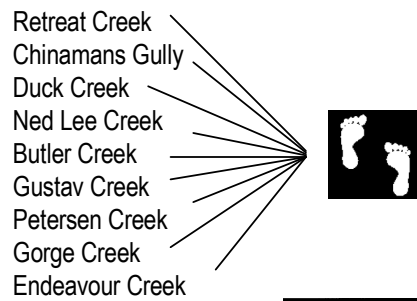 Retreat Creek
Chinamans Gully
Duck Creek
Ned Lee Creek
Butler Creek
Gustav Creek
Petersen Creek
Gorge Creek
Endeavour Creek